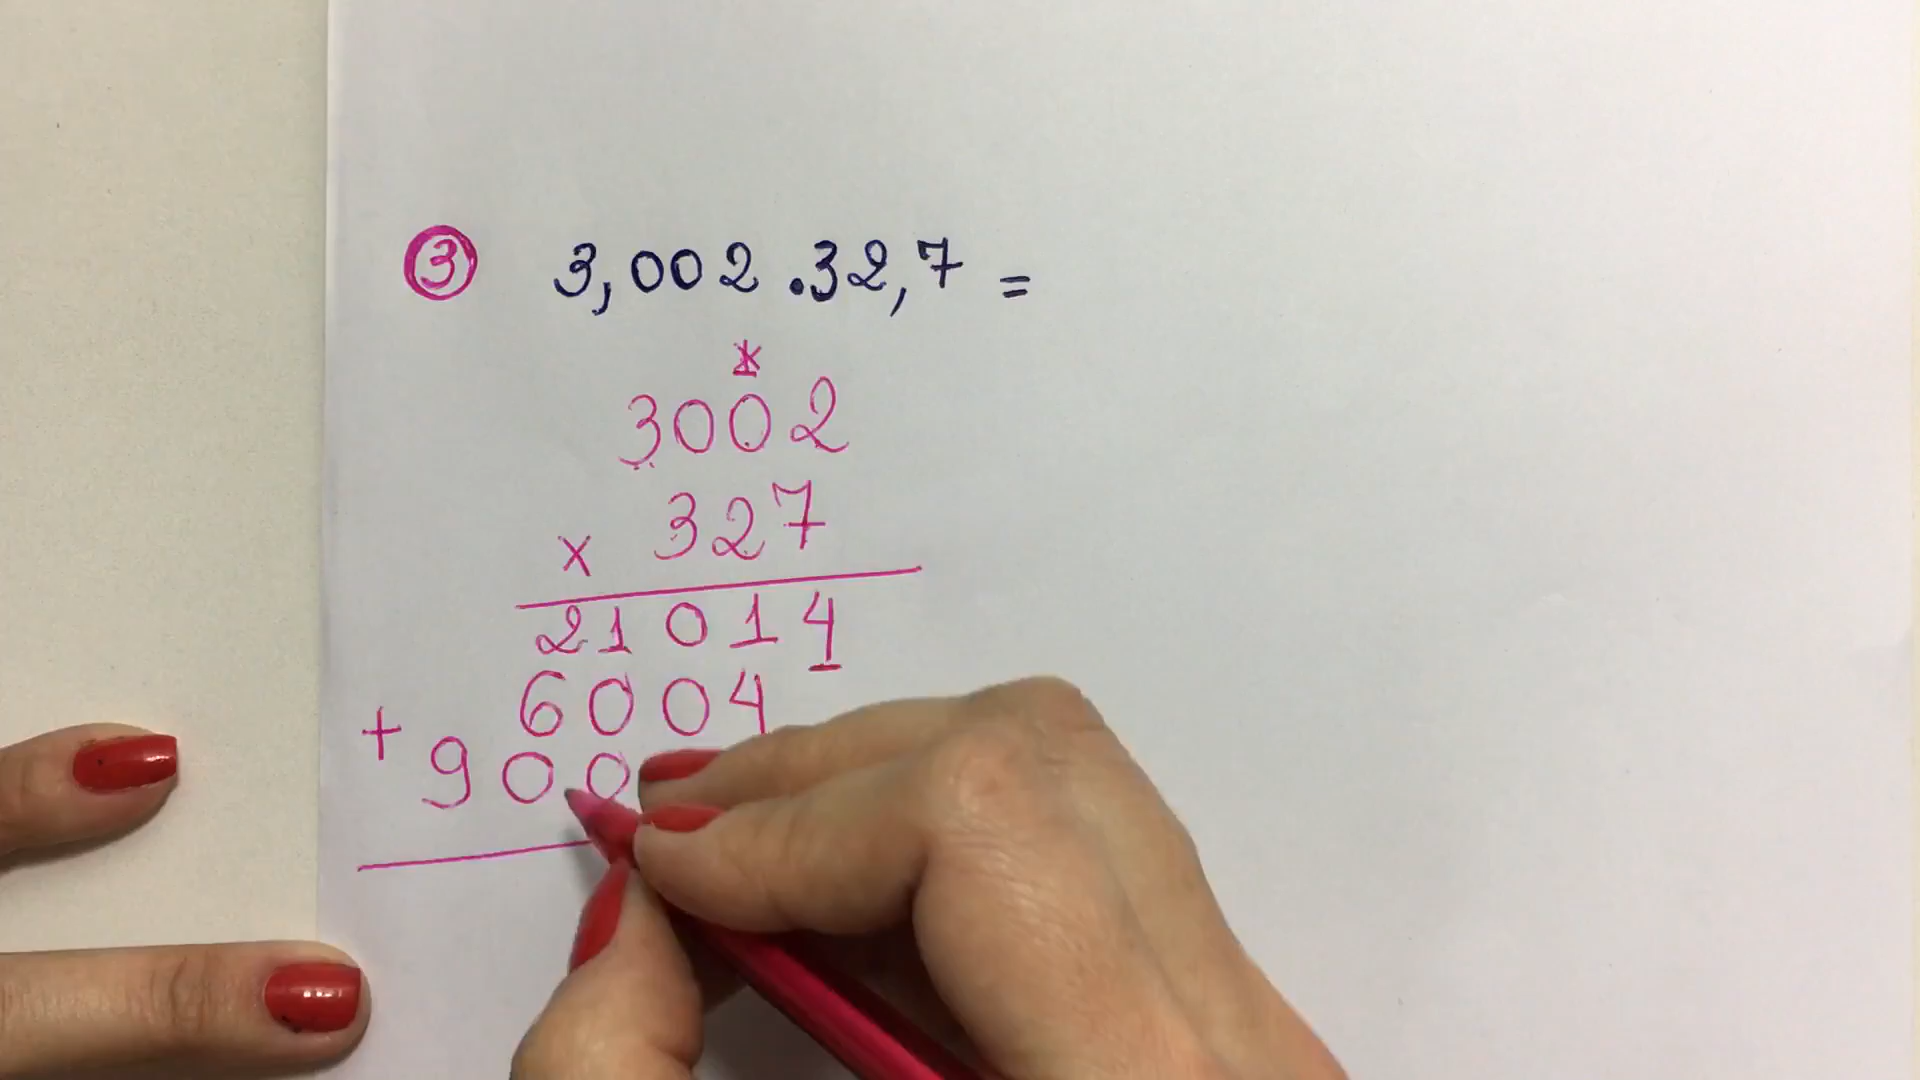 3 3,002 . 32,7 =
3002
x 327
21014
6004
+ 900